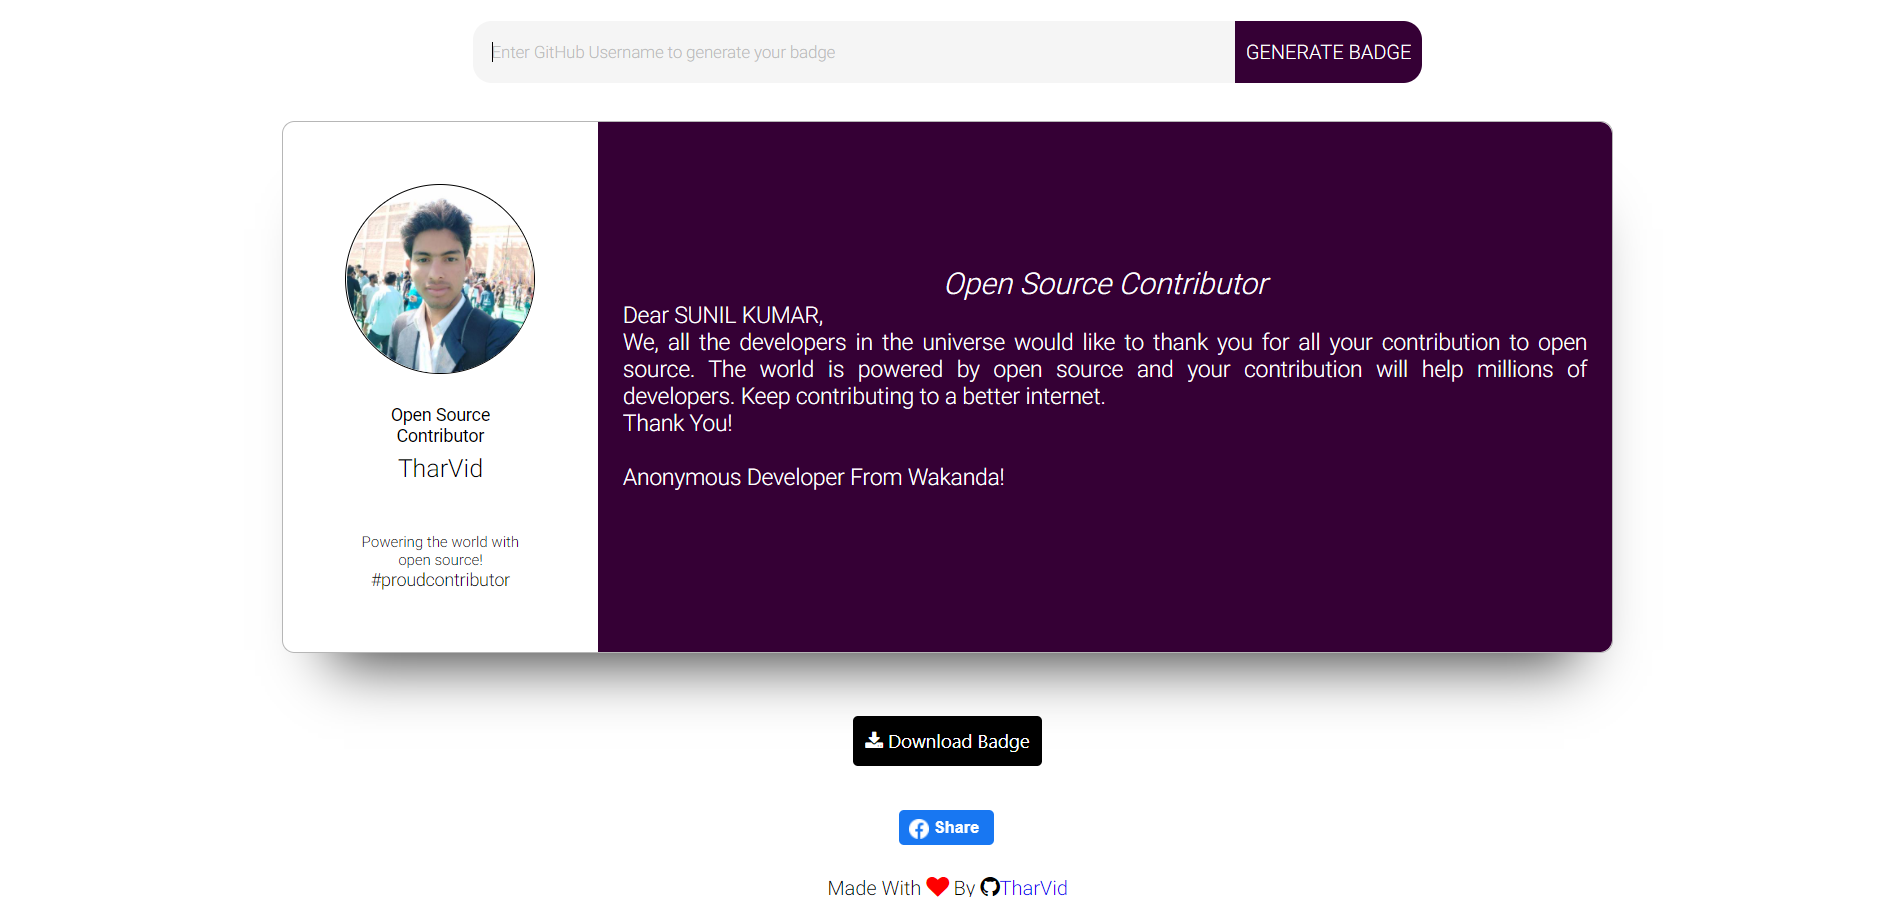 Enter GitHub Username to generate your badge
GENERATE BADGE
Open Source
Contributor
TharVid
Powering the world with
open source!
#proudcontributor
Open Source Contributor
Dear SUNIL KUMAR,
We, all the developers in the universe would like to thank you for all your contribution to open
source. The world is powered by open source and your contribution will help millions of
developers. Keep contributing to a better internet.
Thank You!
Anonymous Developer From Wakanda!
Download Badge
Share
Made With By TharVid